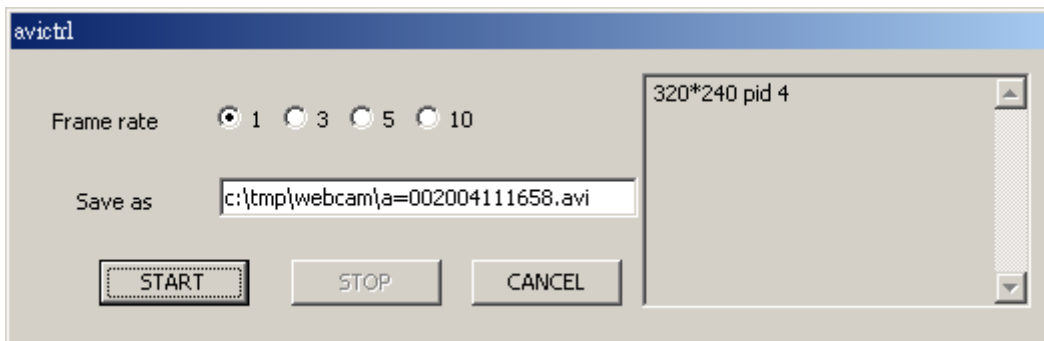 avictrl
320*240 pid 4
Frame rate 1 3 5 10
Save as c:\tmp\webcam\a=002004111658.avi
START STOP CANCEL